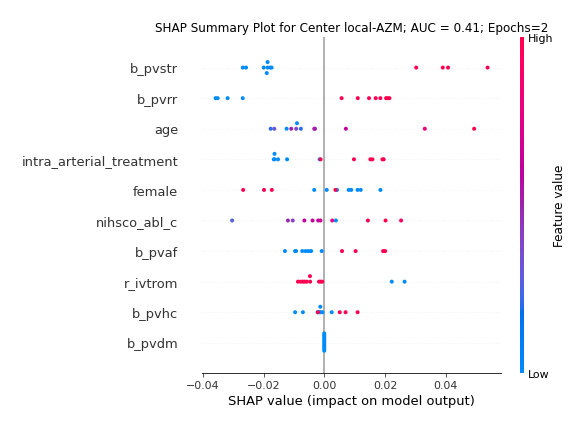 SHAP Summary Plot for Center local-AZM; AUC = 0.41; Epochs=2
High
b_pvstr
b_pvrr
age
intra_arterial_treatment
female
nihsco_abl_c
b_pvaf
r_ivtrom
b_pvhc
b_pvdm
Feature value
Low
−0.04 −0.02 0.00 0.02 0.04
SHAP value (impact on model output)